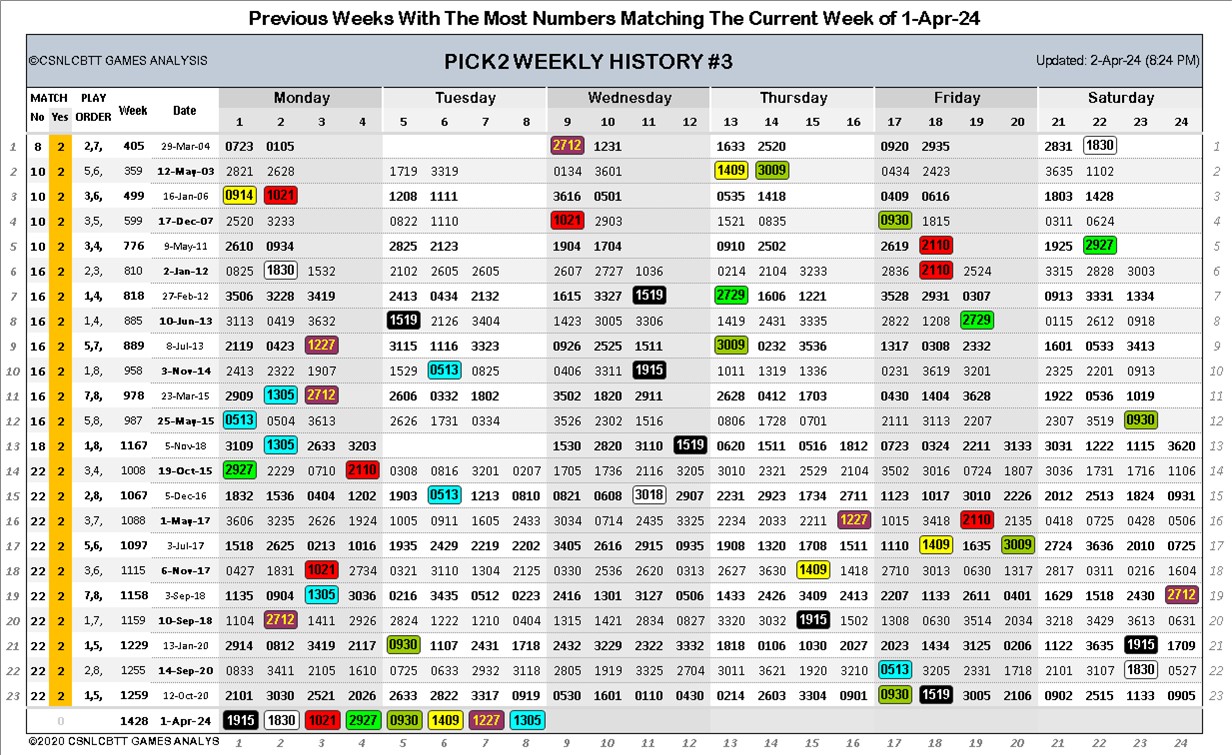 Previous Weeks With The Most Numbers Matching The Current Week of 1-Apr-24
©CSNLCBTT GAMES ANALYSIS PICK2 WEEKLY HISTORY #3 Updated: 2-Apr-24 (8:24 PM)
MATCH PLAY Week Date Monday Tuesday Wednesday Thursday Friday Saturday
No Yes ORDER 1 2 3 4 5 6 7 8 9 10 11 12 13 14 15 16 17 18 19 20 21 22 23 24
1 8 2 2,7, 405 29-Mar-04 0723 0105 2712 1231 1633 2520 0920 2935 2831 1830 1
2 10 2 5,6, 359 12-May-03 2821 2628 1719 3319 0134 3601 1409 3009 0434 2423 3635 1102 2
3 10 2 3,6, 499 16-Jan-06 0914 1021 1208 1111 3616 0501 0535 1418 0409 0616 1803 1428 3
4 10 2 3,5, 599 17-Dec-07 2520 3233 0822 1110 1021 2903 1521 0835 0930 1815 0311 0624 4
5 10 2 3,4, 776 9-May-11 2610 0934 2825 2123 1904 1704 0910 2502 2619 2110 1925 2927 5
6 16 2 2,3, 810 2-Jan-12 0825 1830 1532 2102 2605 2605 2607 2727 1036 0214 2104 3233 2836 2110 2524 3315 2828 3003 6
7 16 2 1,4, 818 27-Feb-12 3506 3228 3419 2413 0434 2132 1615 3327 1519 2729 1606 1221 3528 2931 0307 0913 3331 1334 7
8 16 2 1,4, 885 10-Jun-13 3113 0419 3632 1519 2126 3404 1423 3005 3306 1419 2431 3335 2822 1208 2729 0115 2612 0918 8
9 16 2 5,7, 889 8-Jul-13 2119 0423 1227 3115 1116 3323 0926 2525 1511 3009 0232 3536 1317 0308 2332 1601 0533 3413 9
10 16 2 1,8, 958 3-Nov-14 2413 2322 1907 1529 0513 0825 0406 3311 1915 1011 1319 1336 0231 3619 3201 2325 2201 0913 10
11 16 2 7,8, 978 23-Mar-15 2909 1305 2712 2606 0332 1802 3502 1820 2911 2628 0412 1703 0430 1404 3628 1922 0536 1019 11
12 16 2 5,8, 987 25-May-15 0513 0504 3613 2626 1731 0334 3526 2302 1516 0806 1728 0701 2111 3113 2207 2307 3519 0930 12
13 18 2 1,8, 1167 5-Nov-18 3109 1305 2633 3203 1530 2820 3110 1519 0620 1511 0516 1812 0723 0324 2211 3133 3031 1222 1115 3620 13
14 22 2 3,4, 1008 19-Oct-15 2927 2229 0710 2110 0308 0816 3201 0207 1705 1736 2116 3205 3010 2321 2529 2104 3502 3016 0724 1807 3036 1731 1716 1106 14
15 22 2 2,8, 1067 5-Dec-16 1832 1536 0404 1202 1903 0513 1213 0810 0821 0608 3018 2907 2231 2923 1734 2711 1123 1017 3010 2226 2012 2513 1824 0931 15
16 22 2 3,7, 1088 1-May-17 3606 3235 2626 1924 1005 0911 1605 2433 3034 0714 2435 3325 2234 2033 2211 1227 1015 3418 2110 2135 0418 0725 0428 0506 16
17 22 2 5,6, 1097 3-Jul-17 1518 2625 0213 1016 1935 2429 2219 2202 3405 2616 2915 0935 1908 1320 1708 1511 1110 1409 1635 3009 2724 3636 2010 0725 17
18 22 2 3,6, 1115 6-Nov-17 0427 1831 1021 2734 0321 3110 1304 2125 0330 2536 2620 0313 2627 3630 1409 1418 2710 3013 0630 1317 2817 0311 0216 1604 18
19 22 2 7,8, 1158 3-Sep-18 1135 0904 1305 3036 0216 3435 0512 0223 2416 1301 3127 0506 1433 2426 3409 2413 2207 1133 2611 0401 1629 1518 2430 2712 19
20 22 2 1,7, 1159 10-Sep-18 1104 2712 1411 2926 2824 1222 1210 0404 1315 1421 2834 0827 3320 3032 1915 1502 1308 0630 3514 2034 3218 3429 3613 0631 20
21 22 2 1,5, 1229 13-Jan-20 2914 0812 3419 2117 0930 1107 2431 1718 2432 3229 2322 3332 1818 0106 1030 2027 2023 1434 3125 0206 1122 3635 1915 1709 21
22 22 2 2,8, 1255 14-Sep-20 0833 3411 2105 1610 0725 0633 2932 3118 2805 1919 3325 2704 3011 3621 1920 3210 0513 3205 2331 1718 2101 3107 1830 0527 22
23 22 2 1,5, 1259 12-Oct-20 2101 3030 2521 2026 2633 2822 3317 0919 0530 1601 0110 0430 0214 2603 3304 0901 0930 1519 3005 2106 0902 2515 1133 0905 23
0 1428 1-Apr-24 1915 1830 1021 2927 0930 1409 1227 1305
©2020 CSNLCBTT GAMES ANALYS 1 2 3 4 5 6 7 8 9 10 11 12 13 14 15 16 17 18 19 20 21 22 23 24